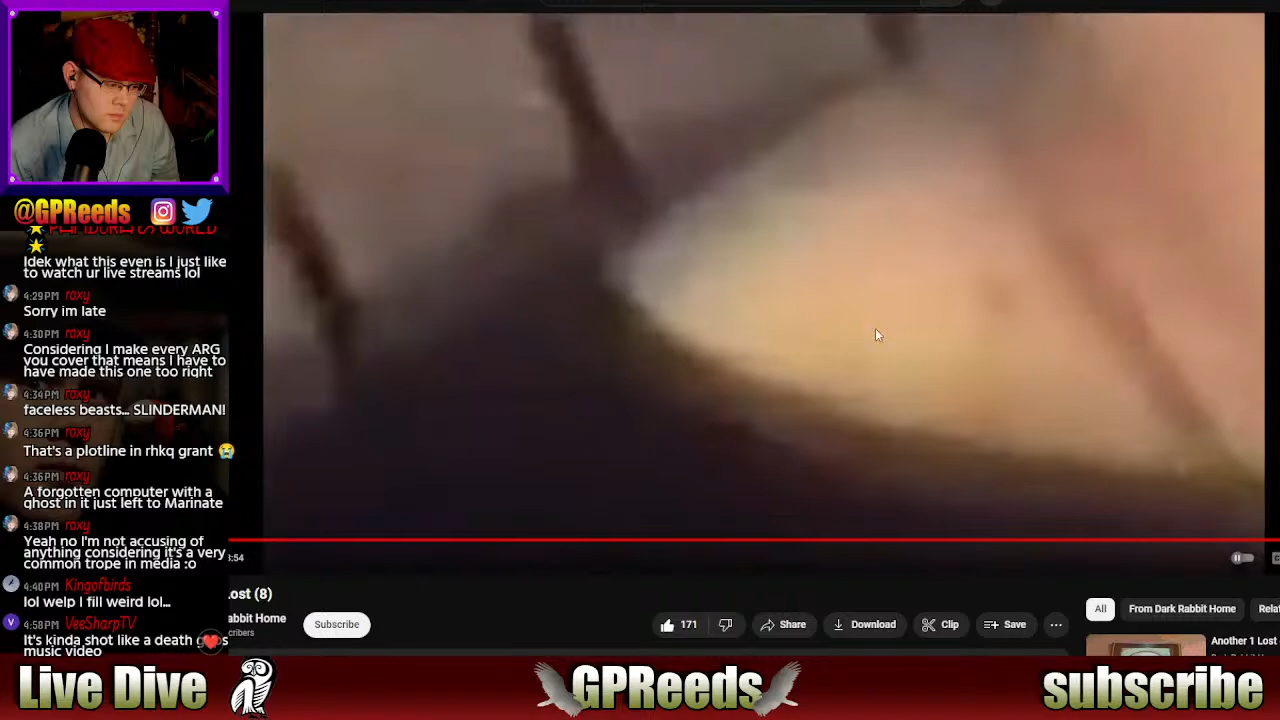 @GPReeds
Idek what this even is I just like
to watch ur live streams lol
4:29PM roxy
Sorry im late
4:30PM roxy
Considering I make every ARG
you cover that means I have to
have made this one too right
4:34PM roxy
faceless beasts... SLINDERMAN!
4:36PM roxy
That's a plotline in rhkq grant 😭
4:36PM roxy
A forgotten computer with a
ghost in it just left to Marinate
4:38PM roxy
Yeah no I'm not accusing of
anything considering it's a very
common trope in media :o
4:40PM Kingofbirds
lol welp I fill weird lol...
4:58PM VeeSharpTV
It's kinda shot like a death
music video
:54
Lost (8)
abbit Home
cribers
Subscribe
171
Share
Download
Clip
Save
All
From Dark Rabbit Home
Rela
Another 1 Lost
Live Dive
GPReeds
subscribe